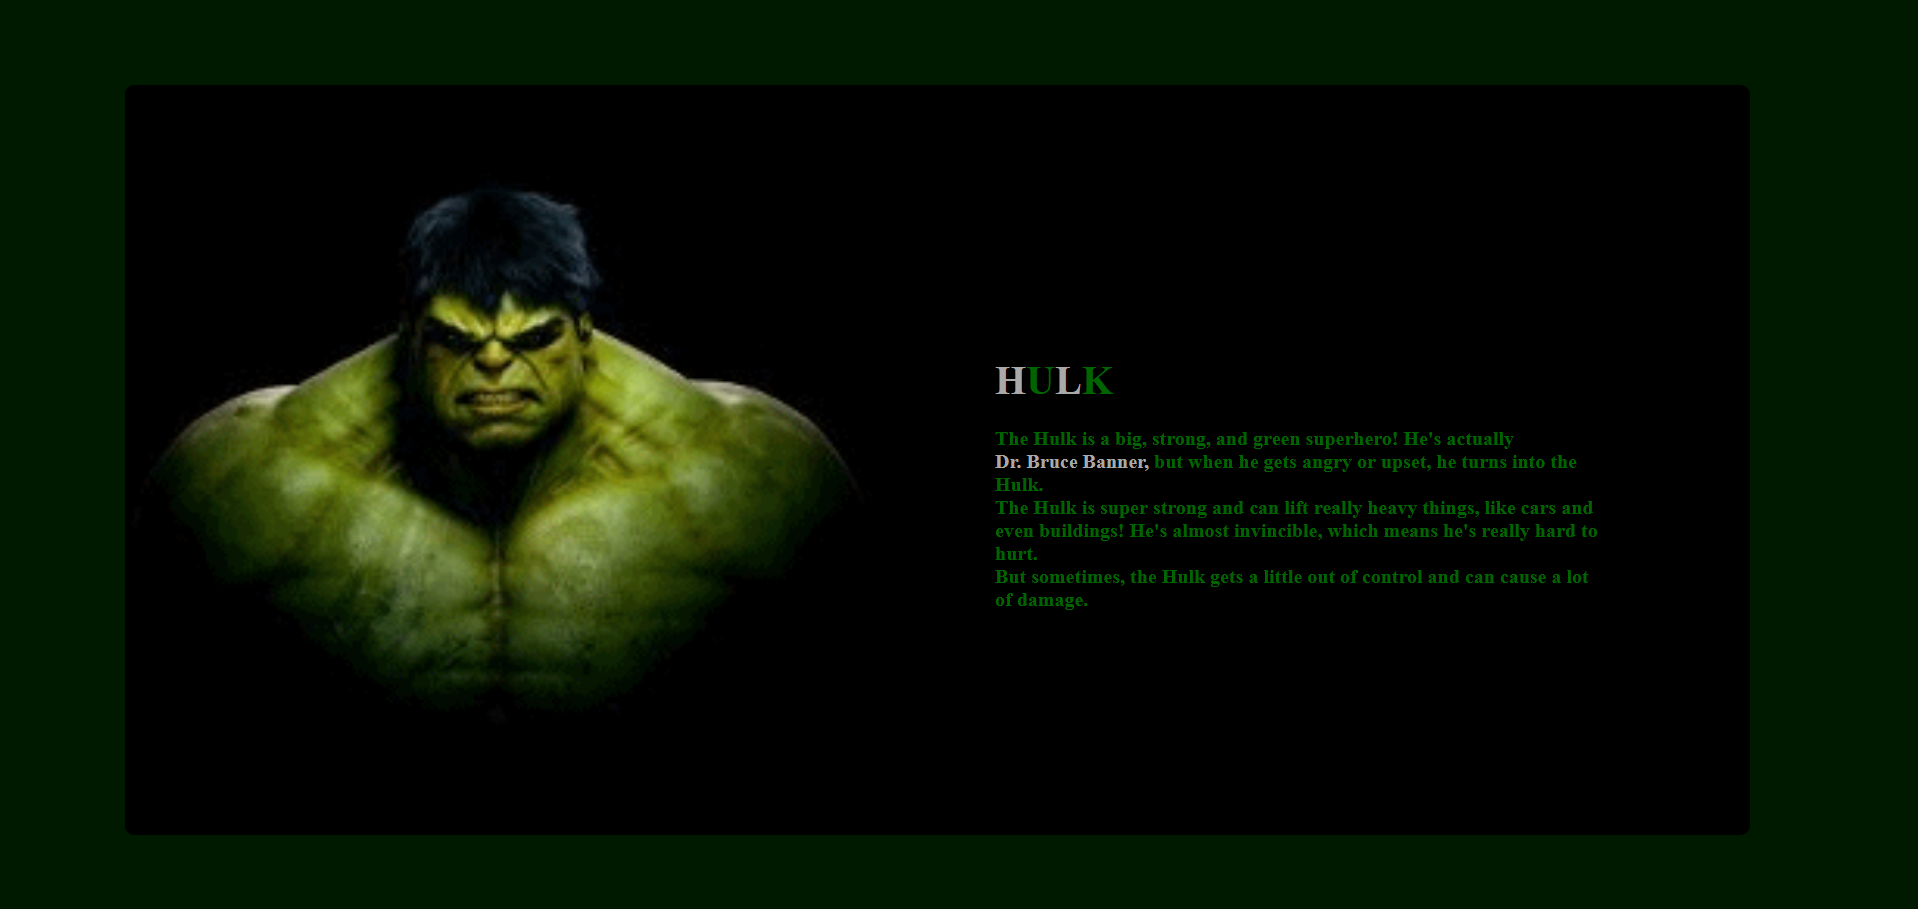 HULK
The Hulk is a big, strong, and green superhero! He's actually
Dr. Bruce Banner, but when he gets angry or upset, he turns into the
Hulk.
The Hulk is super strong and can lift really heavy things, like cars and
even buildings! He's almost invincible, which means he's really hard to
hurt.
But sometimes, the Hulk gets a little out of control and can cause a lot
of damage.